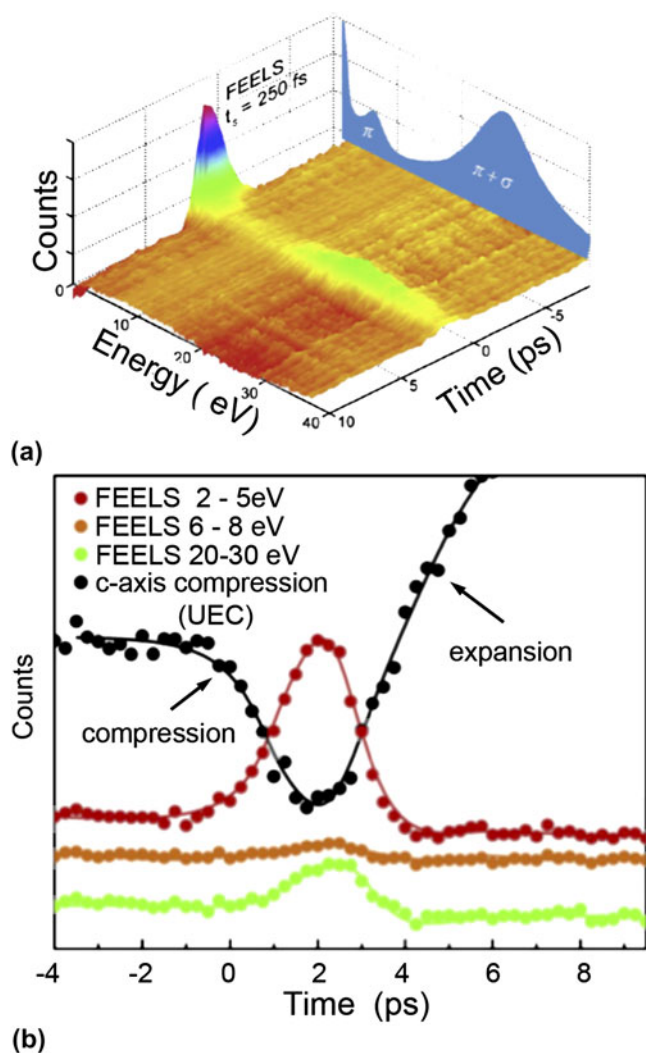 FEELS
tₛ = 250 fs
π
π + σ
Counts
0
10
20
30
40
Energy ( eV)
10
5
0
-5
Time (ps)
(a)
FEELS 2 - 5eV
FEELS 6 - 8 eV
FEELS 20-30 eV
c-axis compression
(UEC)
expansion
compression
Counts
-4
-2
0
2
4
6
8
Time (ps)
(b)